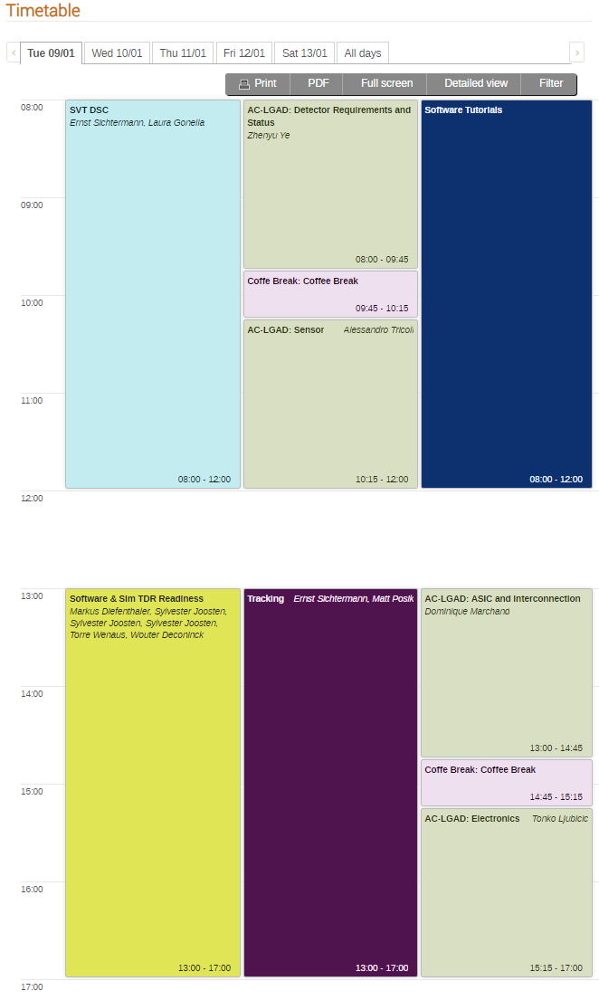 Timetable
< Tue 09/01 Wed 10/01 Thu 11/01 Fri 12/01 Sat 13/01 All days >
Print PDF Full screen Detailed view Filter
08:00
SVT DSC
Ernst Sichtermann, Laura Gonella
08:00 - 12:00
AC-LGAD: Detector Requirements and
Status
Zhenyu Ye
08:00 - 09:45
Coffe Break: Coffee Break
09:45 - 10:15
AC-LGAD: Sensor Alessandro Tricoli
10:15 - 12:00
Software Tutorials
08:00 - 12:00
09:00
10:00
11:00
12:00
13:00
Software & Sim TDR Readiness
Markus Diefenthaler, Sylvester Joosten,
Sylvester Joosten, Sylvester Joosten,
Torre Wenaus, Wouter Deconinck
13:00 - 17:00
Tracking Ernst Sichtermann, Matt Posik
13:00 - 17:00
AC-LGAD: ASIC and Interconnection
Dominique Marchand
13:00 - 14:45
Coffe Break: Coffee Break
14:45 - 15:15
AC-LGAD: Electronics Tonko Ljubicic
15:15 - 17:00
14:00
15:00
16:00
17:00